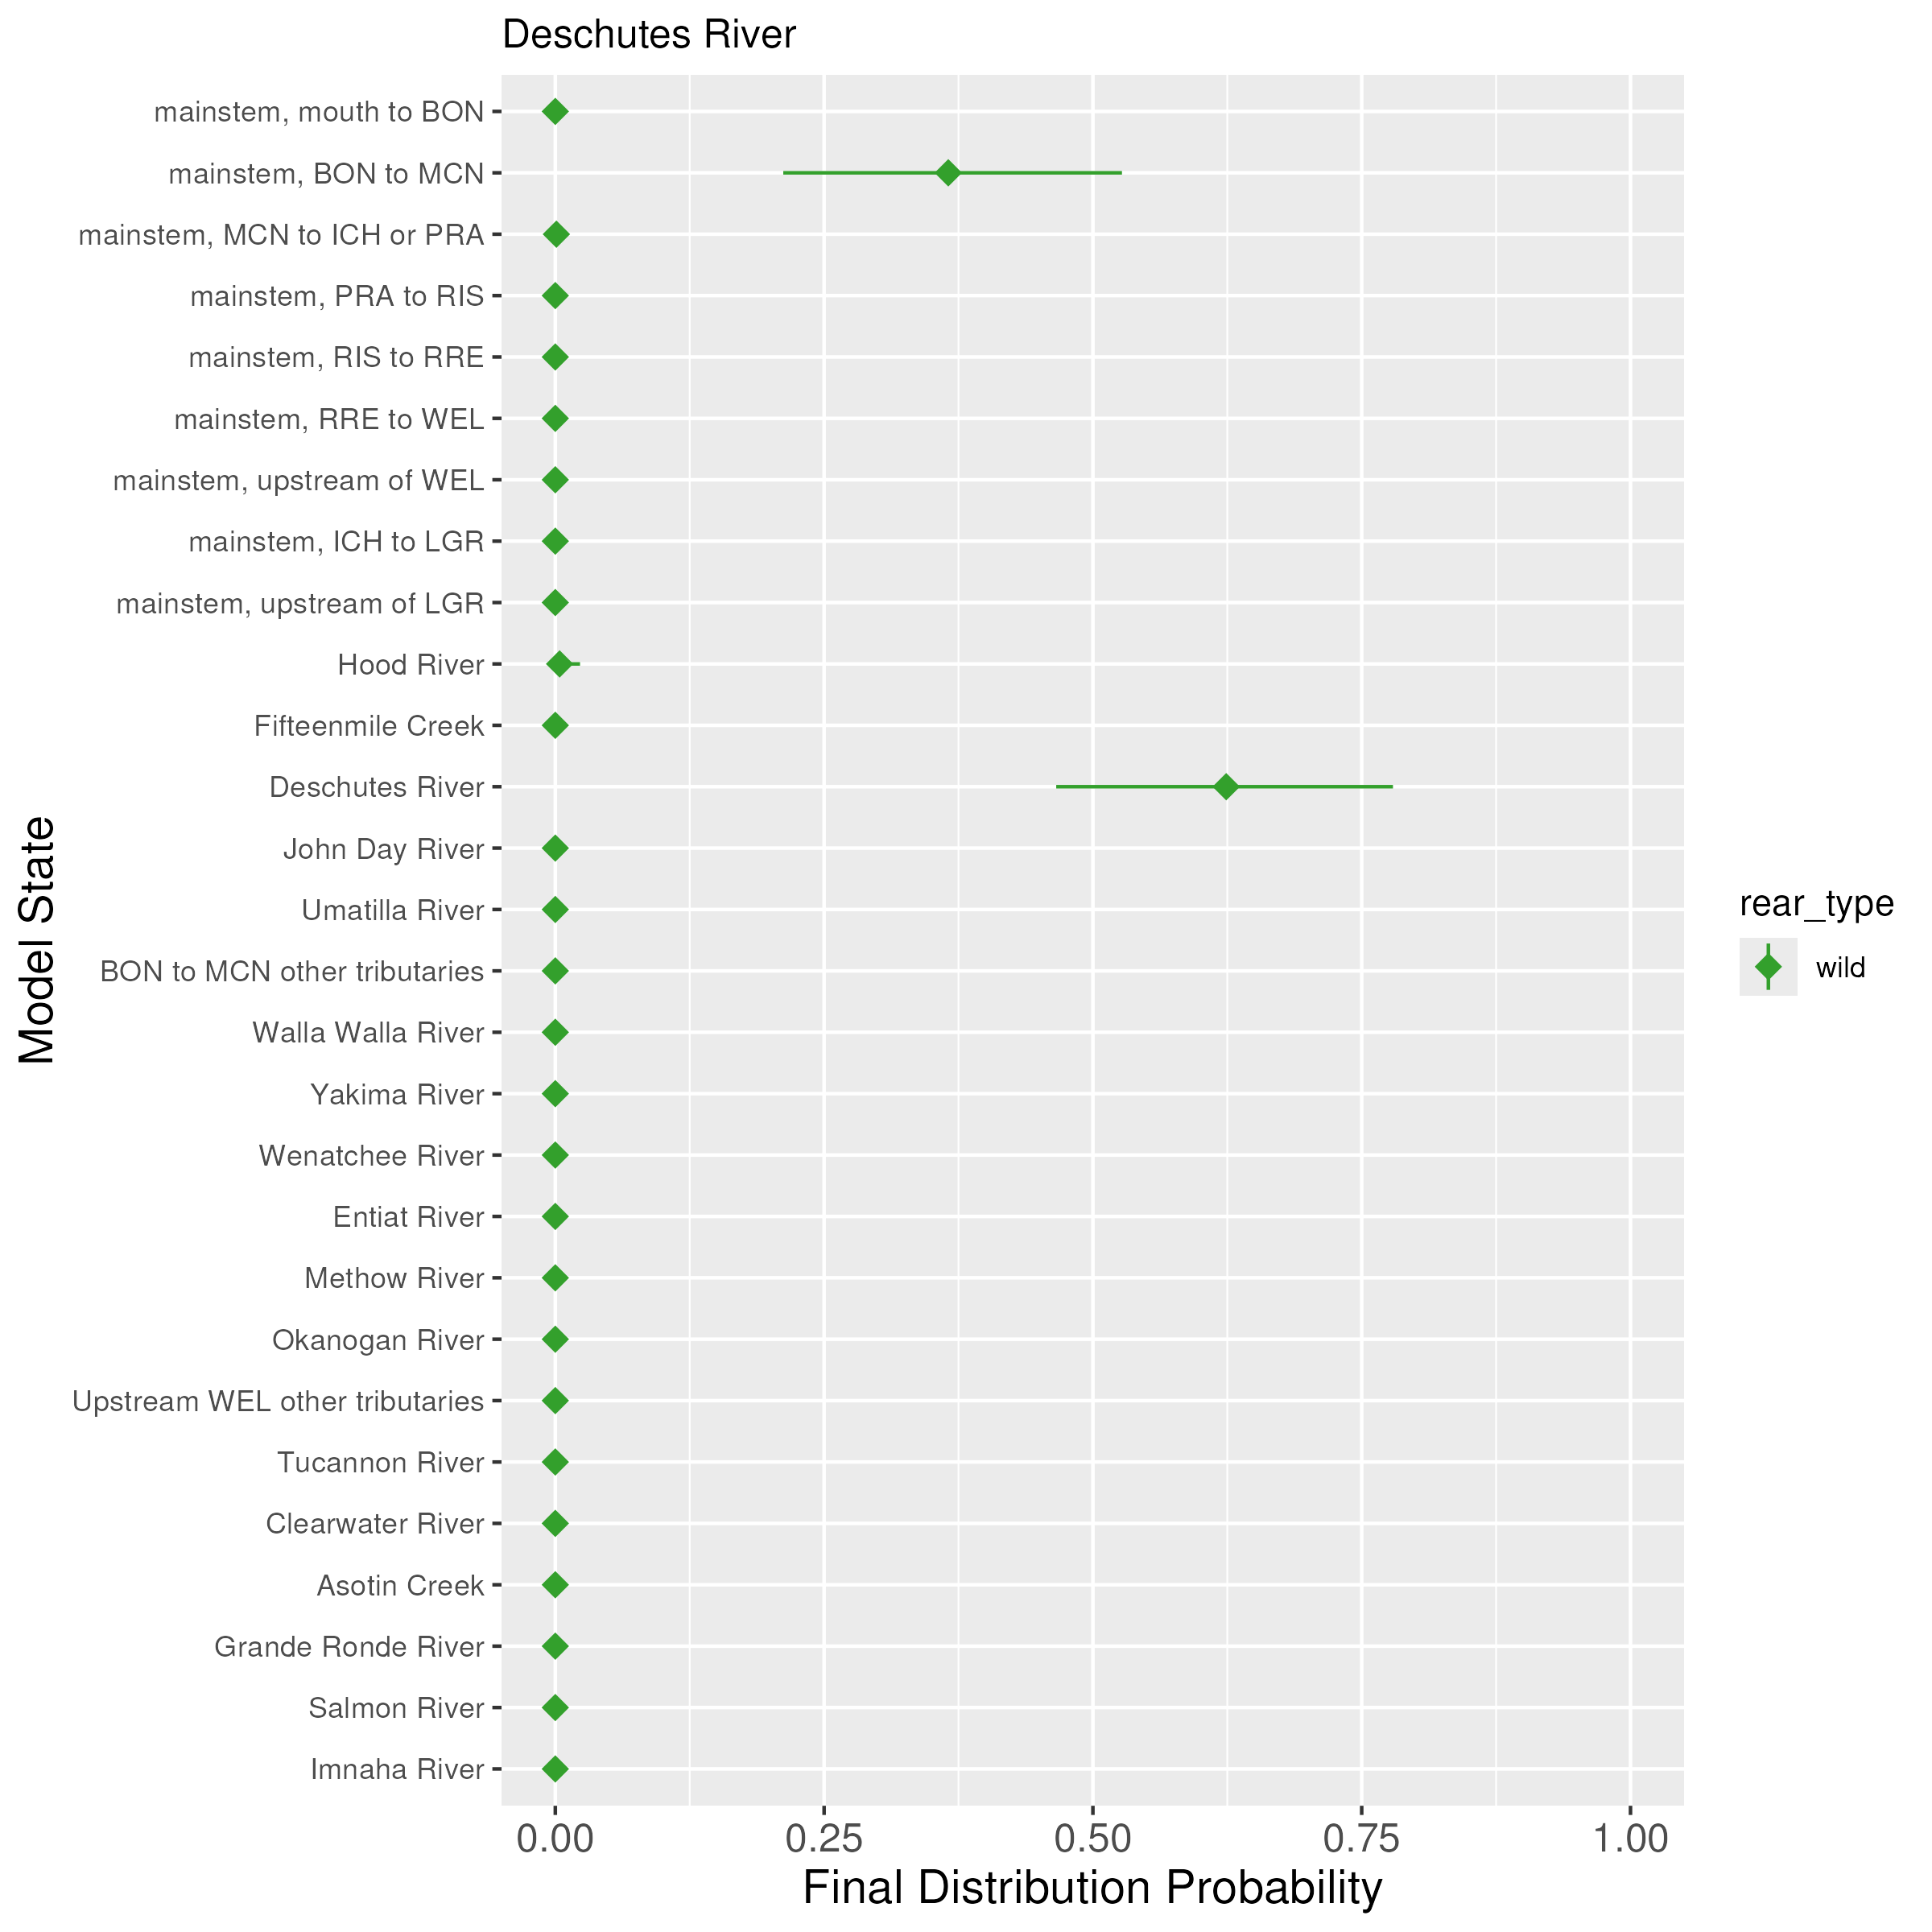 Deschutes River
mainstem, mouth to BON
mainstem, BON to MCN
mainstem, MCN to ICH or PRA
mainstem, PRA to RIS
mainstem, RIS to RRE
mainstem, RRE to WEL
mainstem, upstream of WEL
mainstem, ICH to LGR
mainstem, upstream of LGR
Hood River
Fifteenmile Creek
Deschutes River
John Day River
Umatilla River
BON to MCN other tributaries
Walla Walla River
Yakima River
Wenatchee River
Entiat River
Methow River
Okanogan River
Upstream WEL other tributaries
Tucannon River
Clearwater River
Asotin Creek
Grande Ronde River
Salmon River
Imnaha River
Model State
0.00 0.25 0.50 0.75 1.00
Final Distribution Probability
rear_type
wild